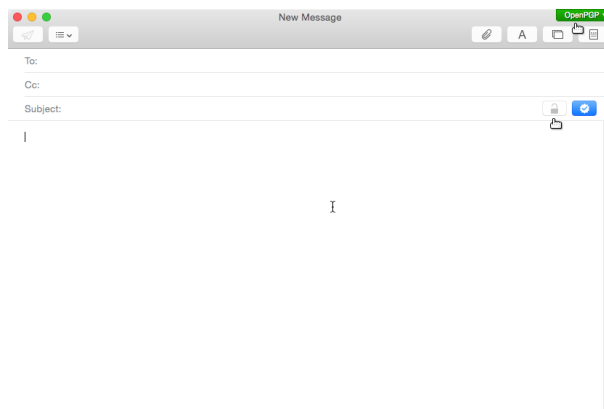 New Message
OpenPGP
A
To:
Cc:
Subject: